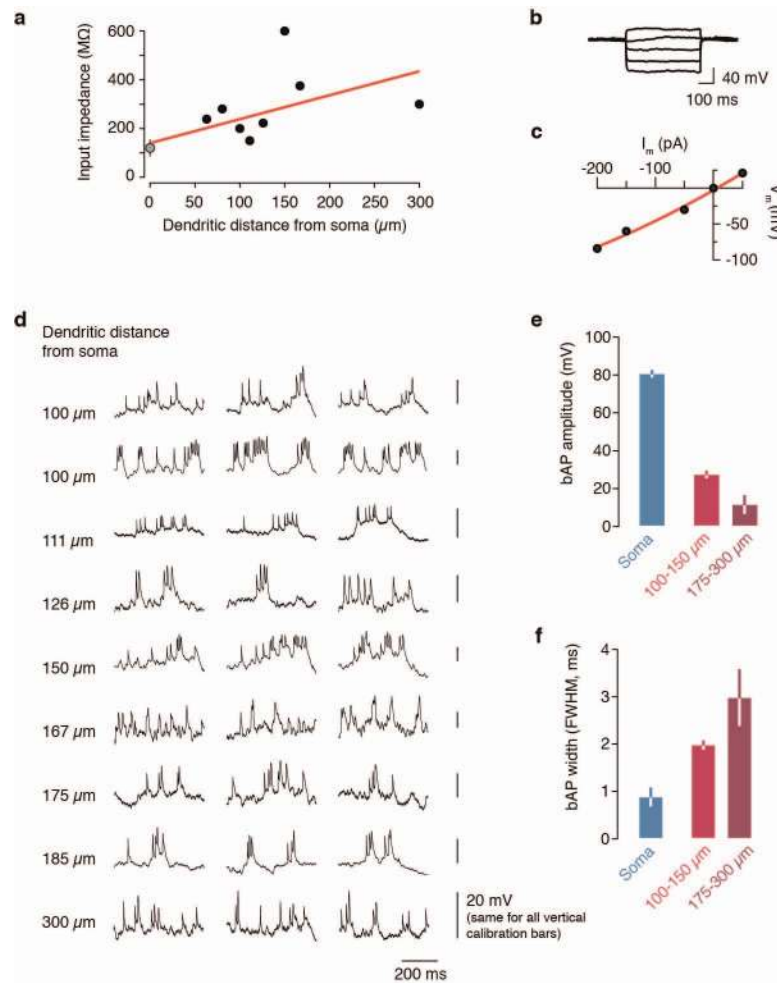 a
Input impedance (MΩ)
600
400
200
0
0 50 100 150 200 250 300
Dendritic distance from soma (µm)
b
40 mV
100 ms
c
I_m (pA)
-200 -100
V_m (mV)
-50
-100
d
Dendritic distance
from soma
100 µm
100 µm
111 µm
126 µm
150 µm
167 µm
175 µm
185 µm
300 µm
20 mV
(same for all vertical
calibration bars)
200 ms
e
bAP amplitude (mV)
100
80
60
40
20
0
Soma
100-150 µm
175-300 µm
f
bAP width (FWHM, ms)
4
3
2
1
0
Soma
100-150 µm
175-300 µm